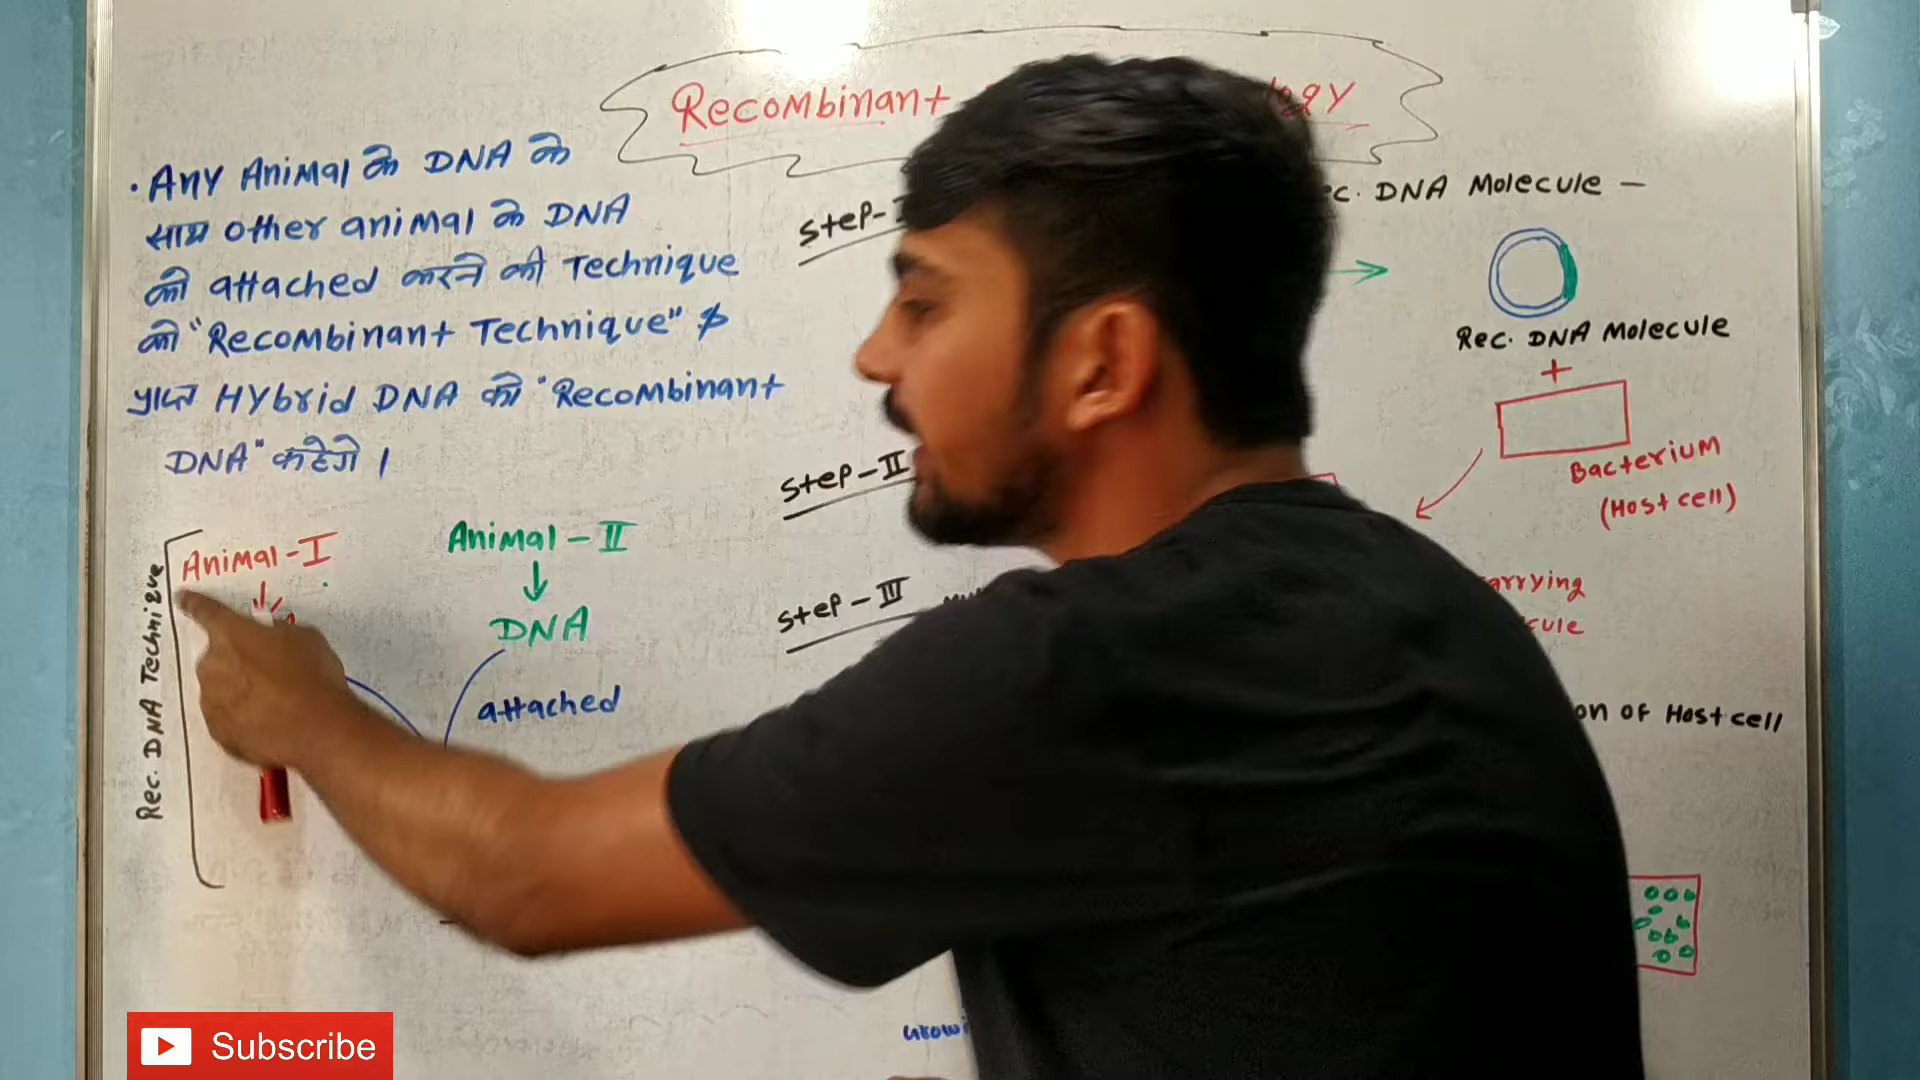 Recombinant
logy
• Any Animal के DNA के
साथ other animal के DNA
को attached करने की Technique
को "Recombinant Technique"
प्राप्त Hybrid DNA को "Recombinant
DNA" कहेंगे।
Animal-I
Animal-II
DNA
attached
Rec. DNA Technique
Step-I
c. DNA Molecule –
Rec. DNA Molecule
+
Bacterium
(Host cell)
Step-II
Step-III
arrying
cule
on of Host cell
Growi
Subscribe